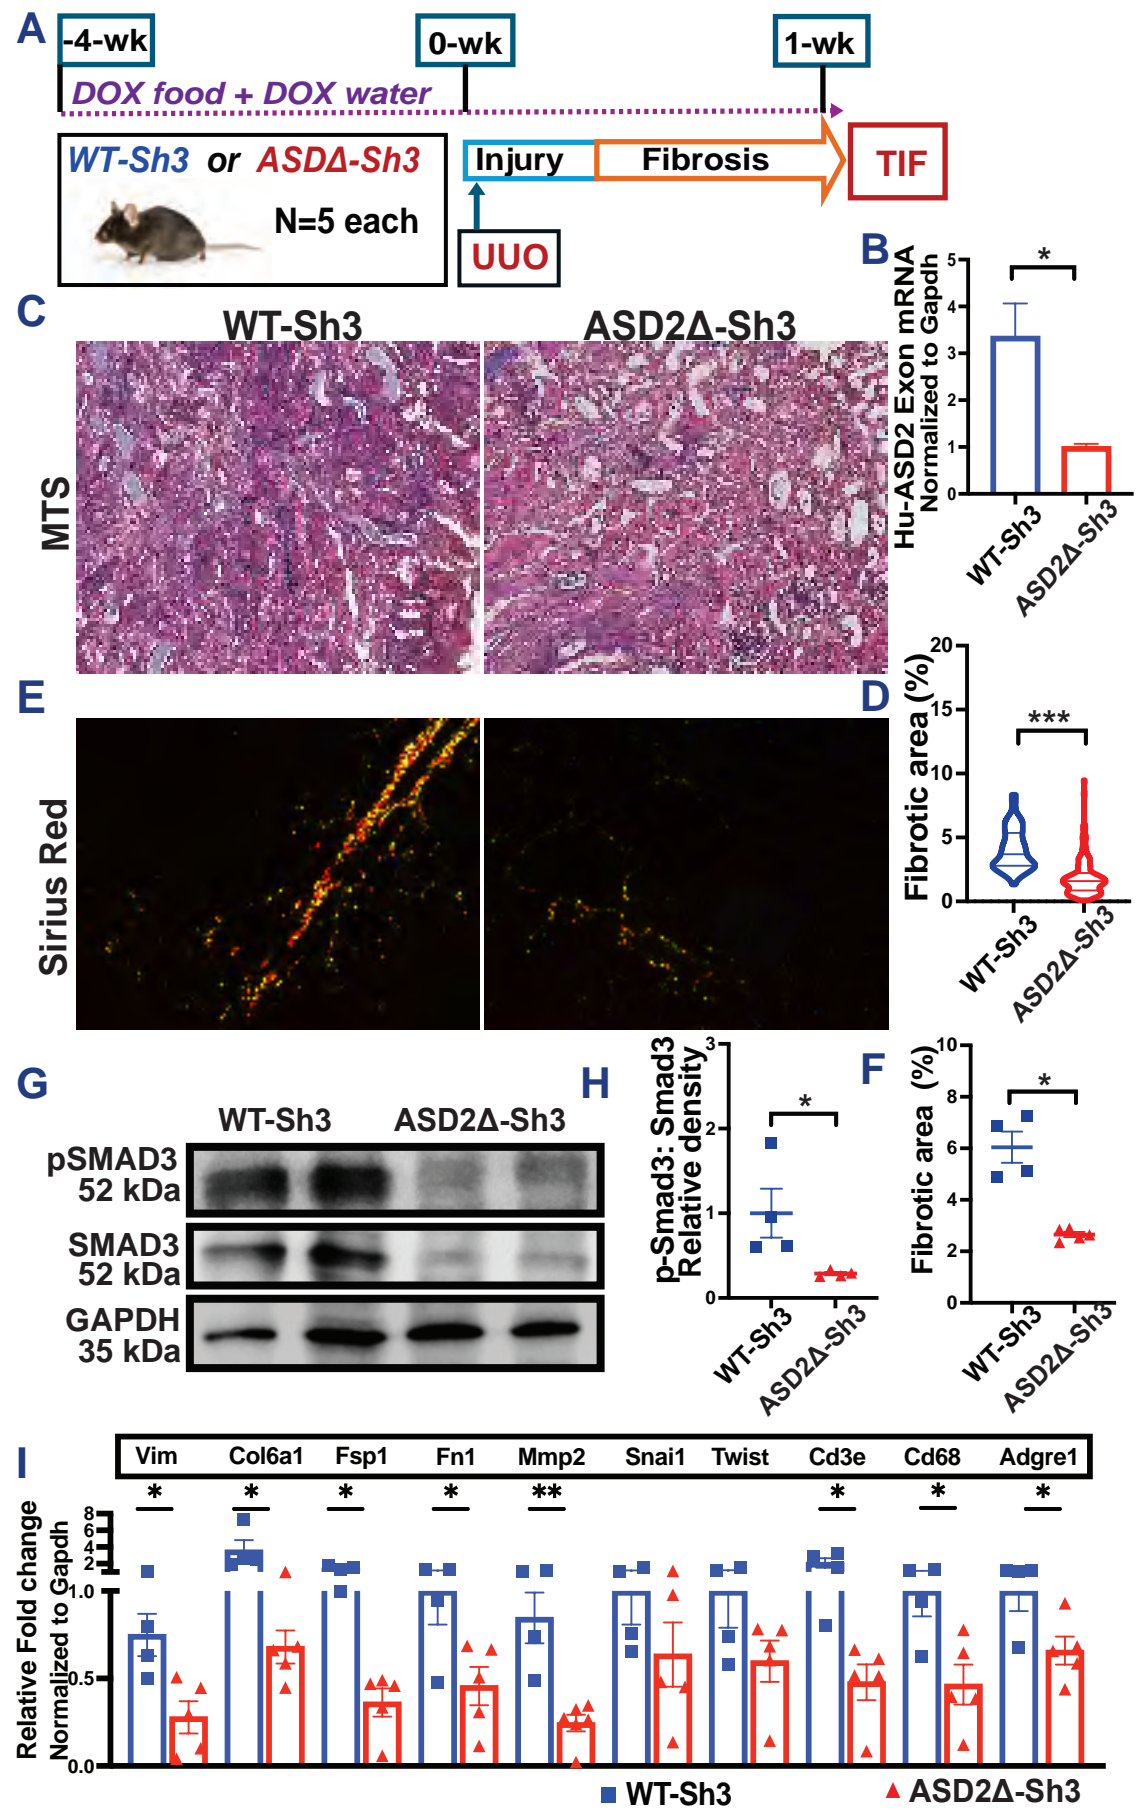 A
-4-wk
0-wk
1-wk
DOX food + DOX water
WT-Sh3 or ASDΔ-Sh3
N=5 each
Injury
Fibrosis
TIF
UUO
B
Hu-ASD2 Exon mRNA
Normalized to Gapdh
5
4
3
2
1
0
*
WT-Sh3
ASD2Δ-Sh3
C
WT-Sh3
ASD2Δ-Sh3
MTS
D
Fibrotic area (%)
20
15
10
5
0
***
WT-Sh3
ASD2Δ-Sh3
E
Sirius Red
G
WT-Sh3
ASD2Δ-Sh3
pSMAD3
52 kDa
SMAD3
52 kDa
GAPDH
35 kDa
H
p-Smad3: Smad3
Relative density
3
2
1
0
*
WT-Sh3
ASD2Δ-Sh3
F
Fibrotic area (%)
10
8
6
4
2
0
*
WT-Sh3
ASD2Δ-Sh3
I
Vim Col6a1 Fsp1 Fn1 Mmp2 Snai1 Twist Cd3e Cd68 Adgre1
* * * * ** * * *
Relative Fold change
Normalized to Gapdh
8
6
4
2
1.0
0.5
0.0
WT-Sh3
ASD2Δ-Sh3